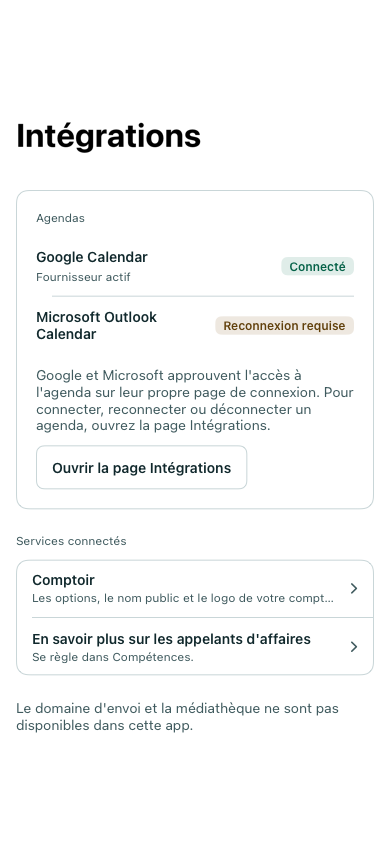 Intégrations
Agendas
Google Calendar
Fournisseur actif
Connecté
Microsoft Outlook
Calendar
Reconnexion requise
Google et Microsoft approuvent l'accès à
l'agenda sur leur propre page de connexion. Pour
connecter, reconnecter ou déconnecter un
agenda, ouvrez la page Intégrations.
Ouvrir la page Intégrations
Services connectés
Comptoir
Les options, le nom public et le logo de votre compt...
En savoir plus sur les appelants d'affaires
Se règle dans Compétences.
Le domaine d'envoi et la médiathèque ne sont pas
disponibles dans cette app.